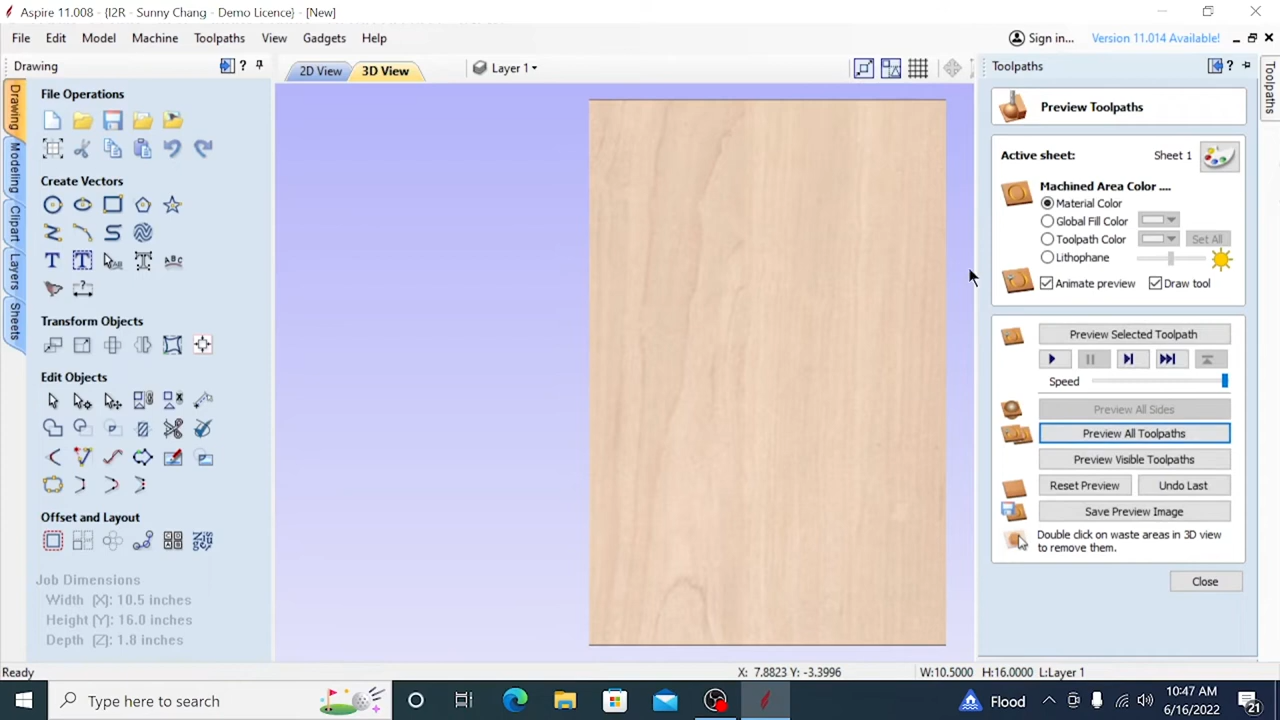 Aspire 11.008 - {I2R - Sunny Chang - Demo Licence} - [New]
File Edit Model Machine Toolpaths View Gadgets Help
Sign in... Version 11.014 Available!
Drawing
2D View 3D View Layer 1
Toolpaths
Drawing
Modeling
Clipart
Layers
Sheets
File Operations
Create Vectors
Transform Objects
Edit Objects
Offset and Layout
Job Dimensions
Width (X): 10.5 inches
Height (Y): 16.0 inches
Depth (Z): 1.8 inches
Toolpaths
Preview Toolpaths
Active sheet: Sheet 1
Machined Area Color ....
Material Color
Global Fill Color
Toolpath Color Set All
Lithophane
Animate preview Draw tool
Preview Selected Toolpath
Speed
Preview All Sides
Preview All Toolpaths
Preview Visible Toolpaths
Reset Preview Undo Last
Save Preview Image
Double click on waste areas in 3D view
to remove them.
Close
Ready X: 7.8823 Y: -3.3996 W:10.5000 H:16.0000 L:Layer 1
Type here to search
Flood
10:47 AM
6/16/2022
21